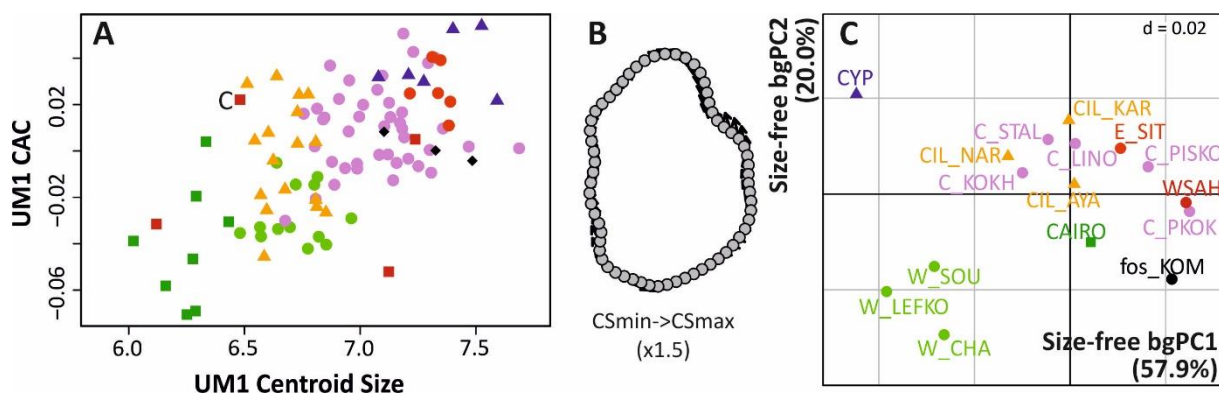 A
C
UM1 CAC
0.02
−0.02
−0.06
6.0 6.5 7.0 7.5
UM1 Centroid Size
B
CSmin->CSmax
(x1.5)
C
d = 0.02
Size-free bgPC2
(20.0%)
CYP
CIL_KAR
C_STAL
E_SIT
CIL_NAR
C_LINO
C_PISKO
C_KOKH
WSAH
CIL_AYA
C_PKOK
CAIRO
fos_KOM
W_SOU
W_LEFKO
W_CHA
Size-free bgPC1
(57.9%)